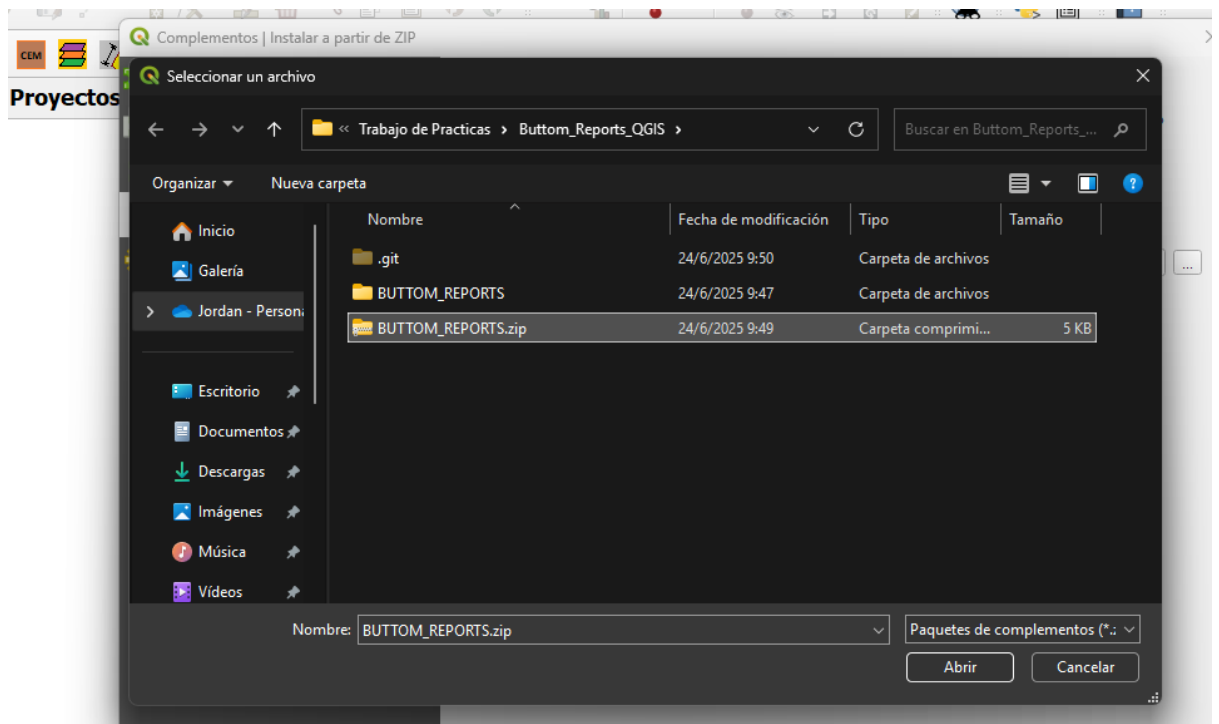 Complementos | Instalar a partir de ZIP
CEM
Seleccionar un archivo
Proyectos
« Trabajo de Practicas > Buttom_Reports_QGIS >
Buscar en Buttom_Reports_...
Organizar Nueva carpeta
Nombre Fecha de modificación Tipo Tamaño
Inicio
.git 24/6/2025 9:50 Carpeta de archivos
Galería
BUTTOM_REPORTS 24/6/2025 9:47 Carpeta de archivos
Jordan - Persona
BUTTOM_REPORTS.zip 24/6/2025 9:49 Carpeta comprimi... 5 KB
Escritorio
Documentos
Descargas
Imágenes
Música
Vídeos
Nombre: BUTTOM_REPORTS.zip Paquetes de complementos (*.z
Abrir Cancelar
...